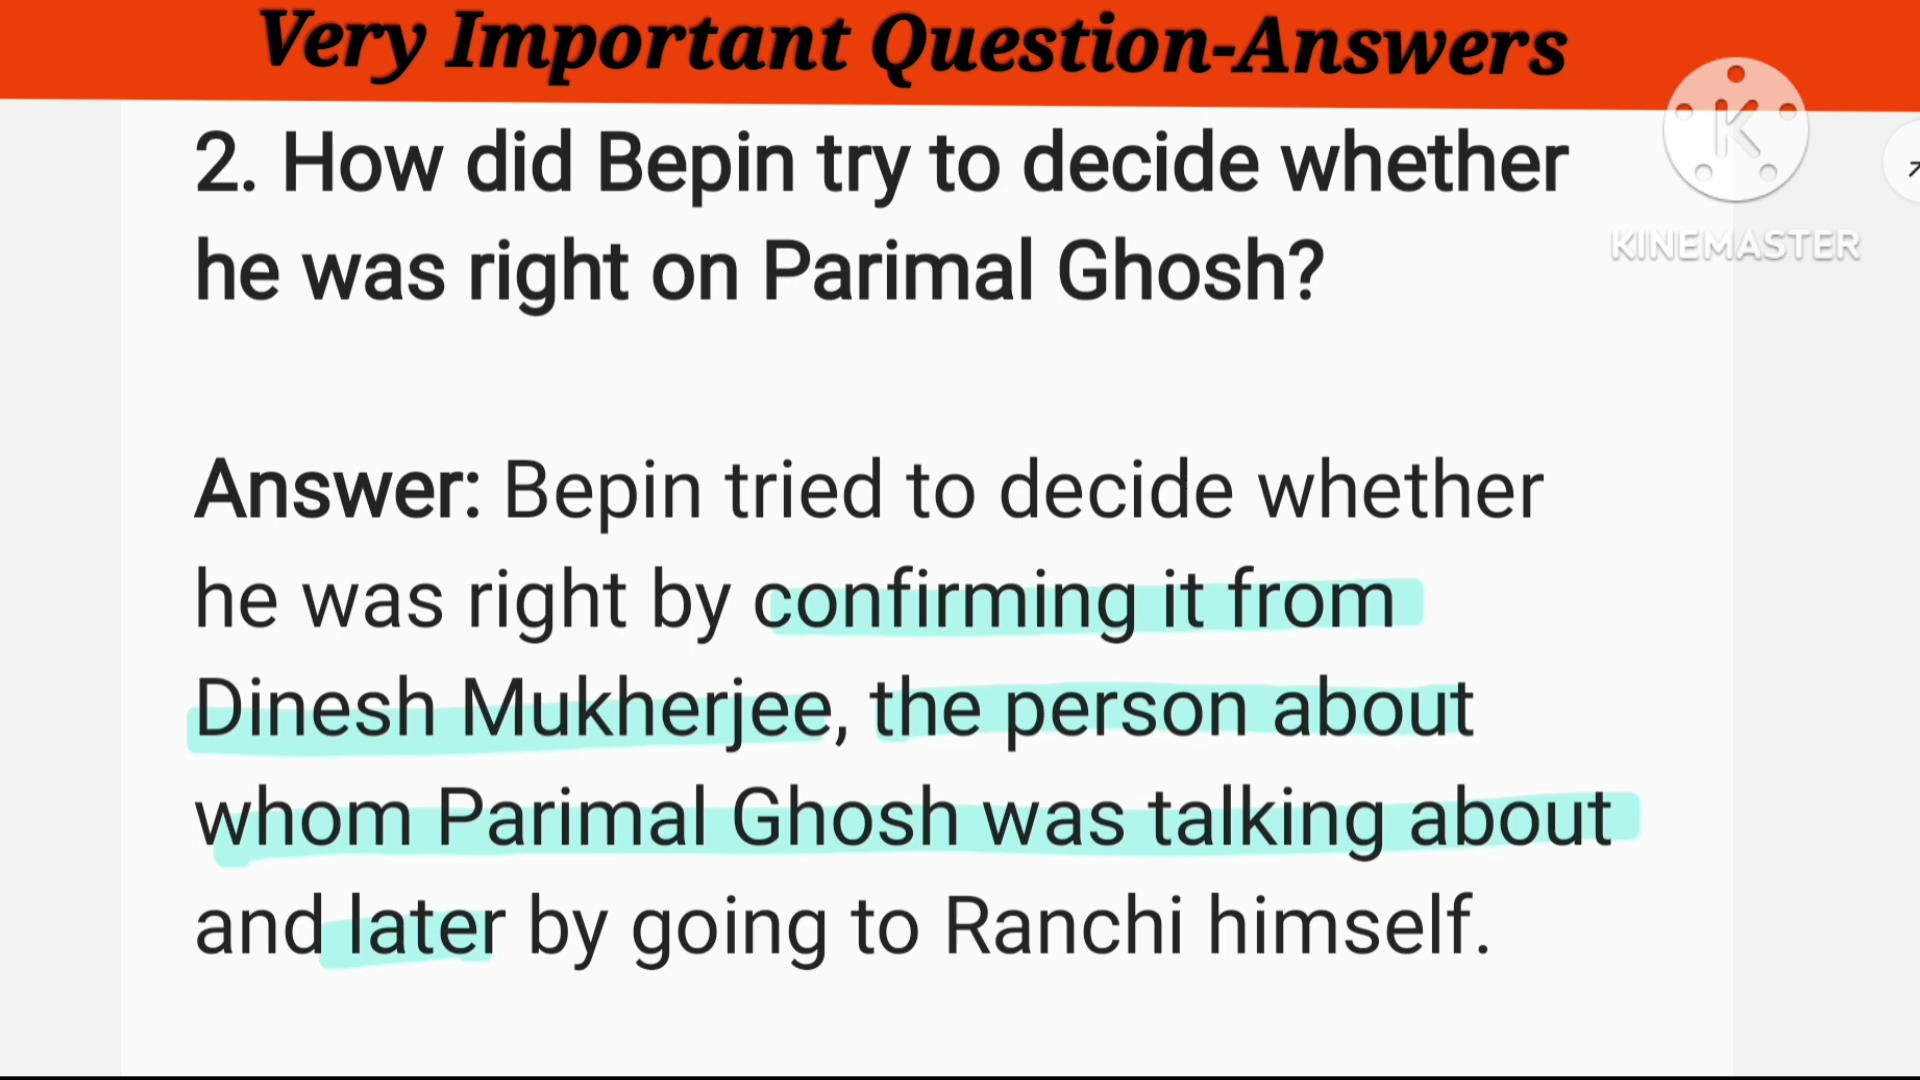 Very Important Question-Answers
2. How did Bepin try to decide whether
he was right on Parimal Ghosh?
K
KINEMASTER
Answer: Bepin tried to decide whether
he was right by confirming it from
Dinesh Mukherjee, the person about
whom Parimal Ghosh was talking about
and later by going to Ranchi himself.